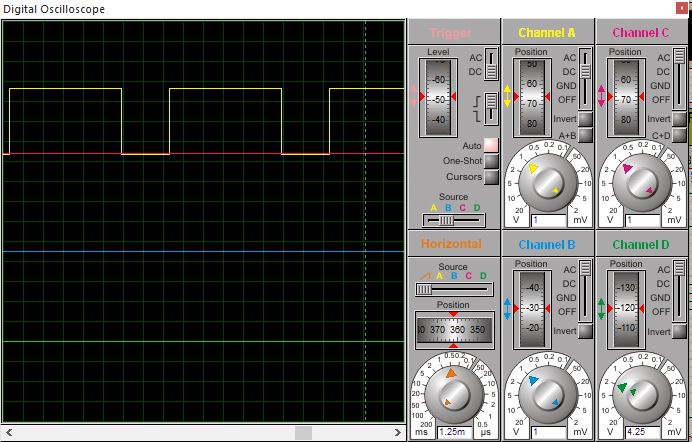 Digital Oscilloscope
Trigger
Level
-50
-40
AC
DC
Auto
One-Shot
Cursors
Source
A B C D
Channel A
Position
50
60
70
80
AC
DC
GND
OFF
Invert
A+B
0.5 0.2
1 0.1
2 50
5 20
10 10
20 5
V 1 mV
2
Channel C
Position
50
60
70
80
AC
DC
GND
OFF
Invert
C+D
0.5 0.2
1 0.1
2 50
5 20
10 10
20 5
V 1 mV
2
Horizontal
Source
A B C D
Position
370 360 350
0.5 0.2
1 0.1
2 50
5 20
10 10
20 5
50 2
100 1
200 0.5
ms 1.25m µs
Channel B
Position
-40
-30
-20
AC
DC
GND
OFF
Invert
0.5 0.2
1 0.1
2 50
5 20
10 10
20 5
V 1 mV
2
Channel D
Position
-130
-120
-110
AC
DC
GND
OFF
Invert
0.5 0.2
1 0.1
2 50
5 20
10 10
20 5
V 4.25 mV
2